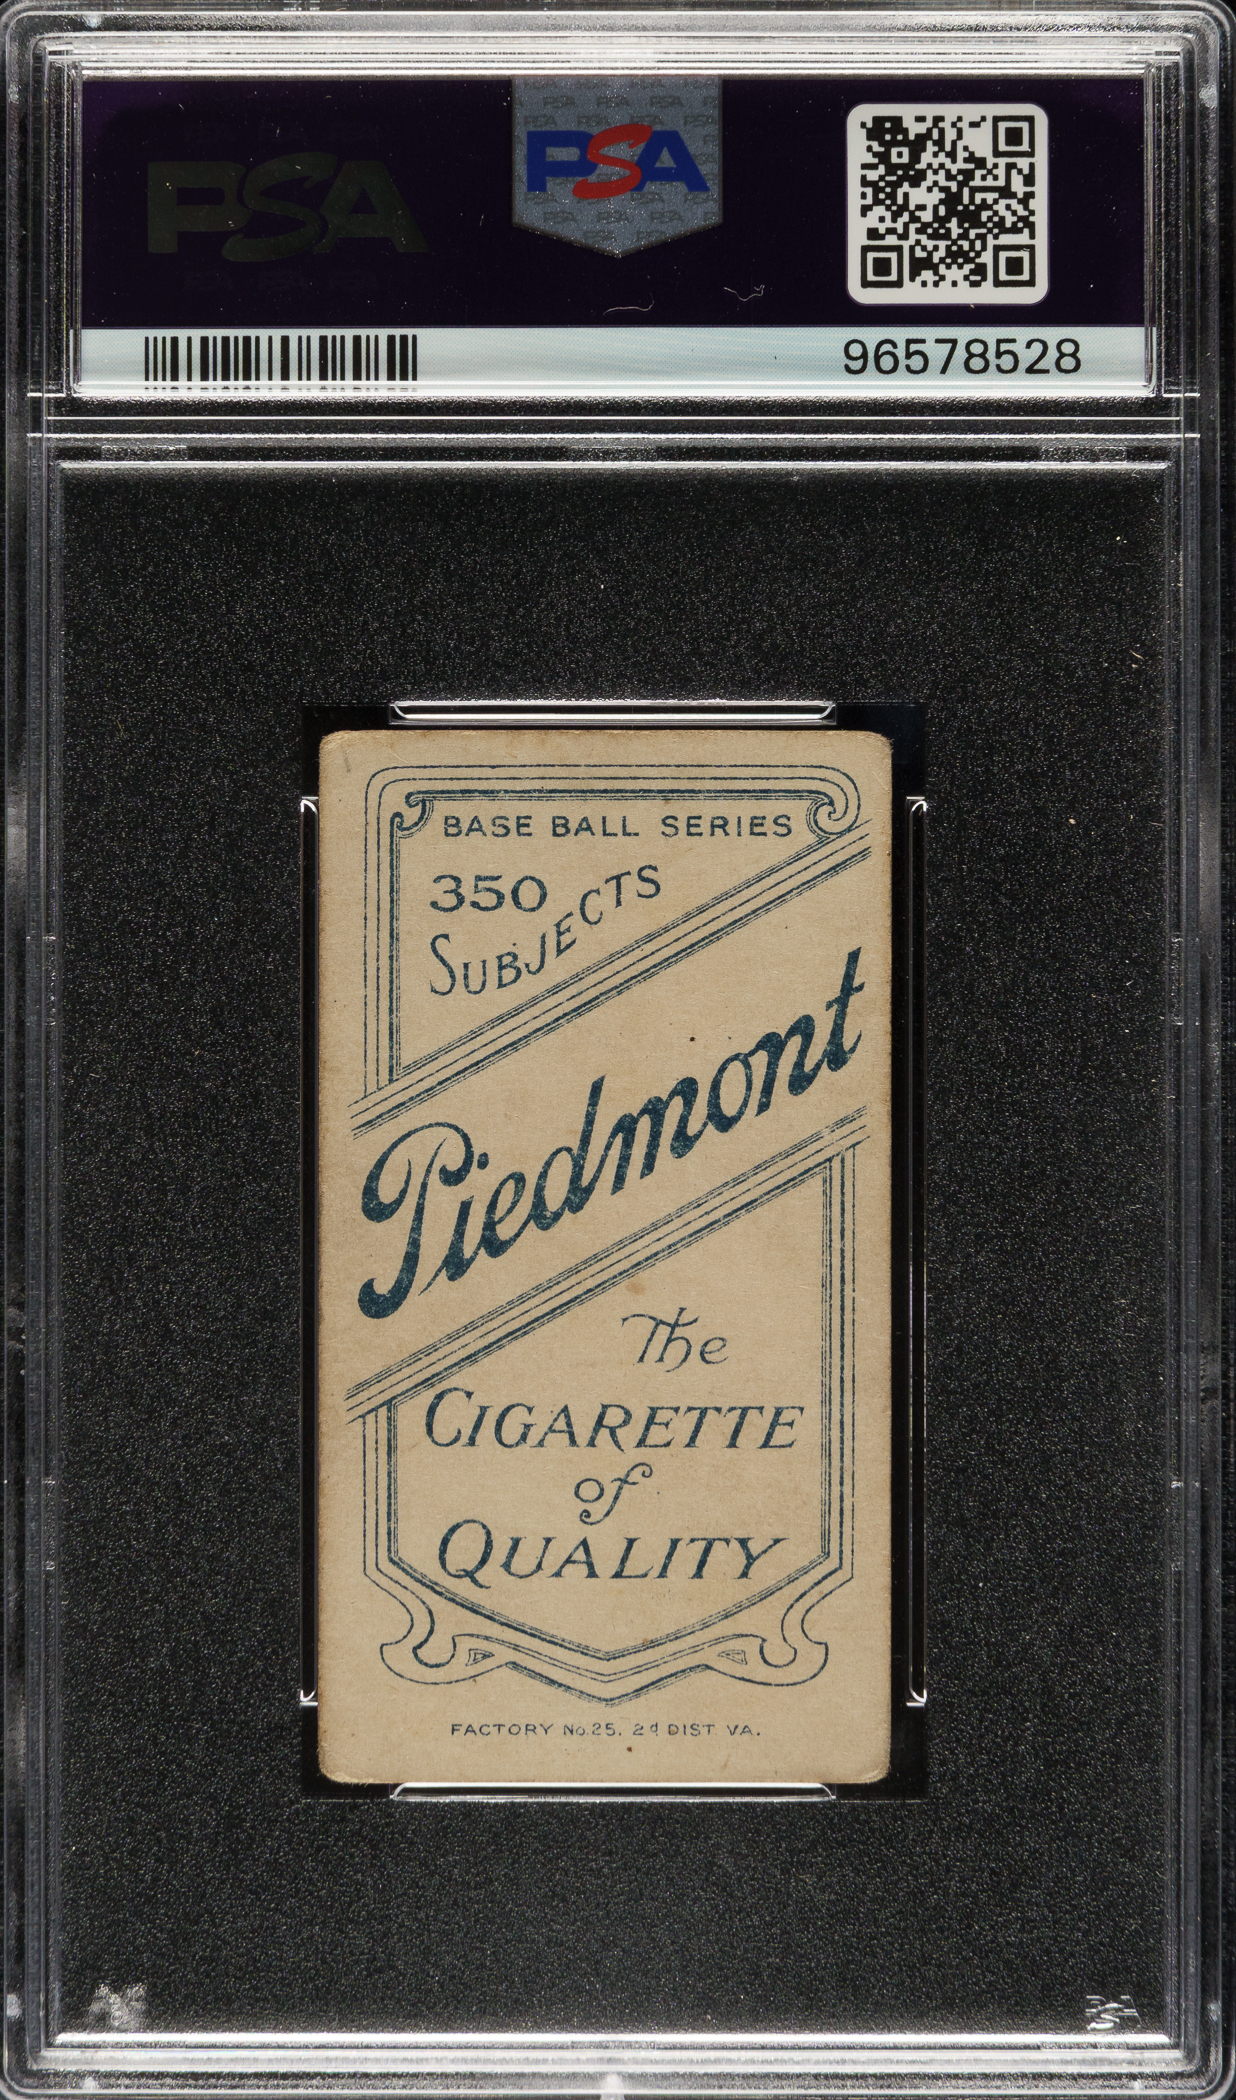 PSA
PSA
96578528
BASE BALL SERIES
350
SUBJECTS
Piedmont
The
CIGARETTE
of
QUALITY
FACTORY No.25. 2d DIST. VA.
PSA